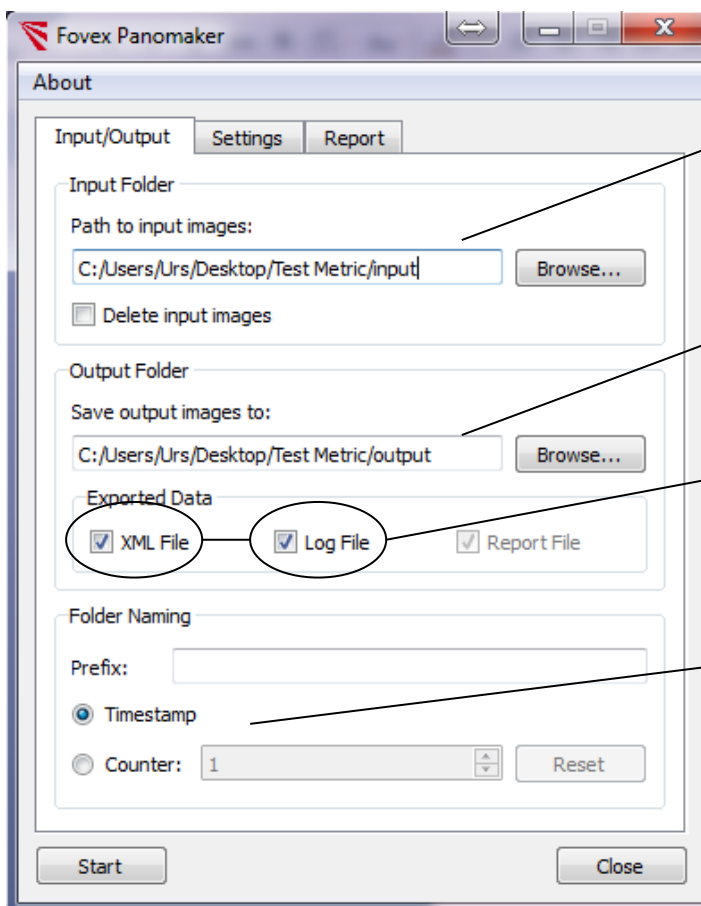 Fovex Panomaker
About
Input/Output Settings Report
Input Folder
Path to input images:
C:/Users/Urs/Desktop/Test Metric/input Browse...
Delete input images
Output Folder
Save output images to:
C:/Users/Urs/Desktop/Test Metric/output Browse...
Exported Data
XML File Log File Report File
Folder Naming
Prefix:
Timestamp
Counter: 1 Reset
Start Close